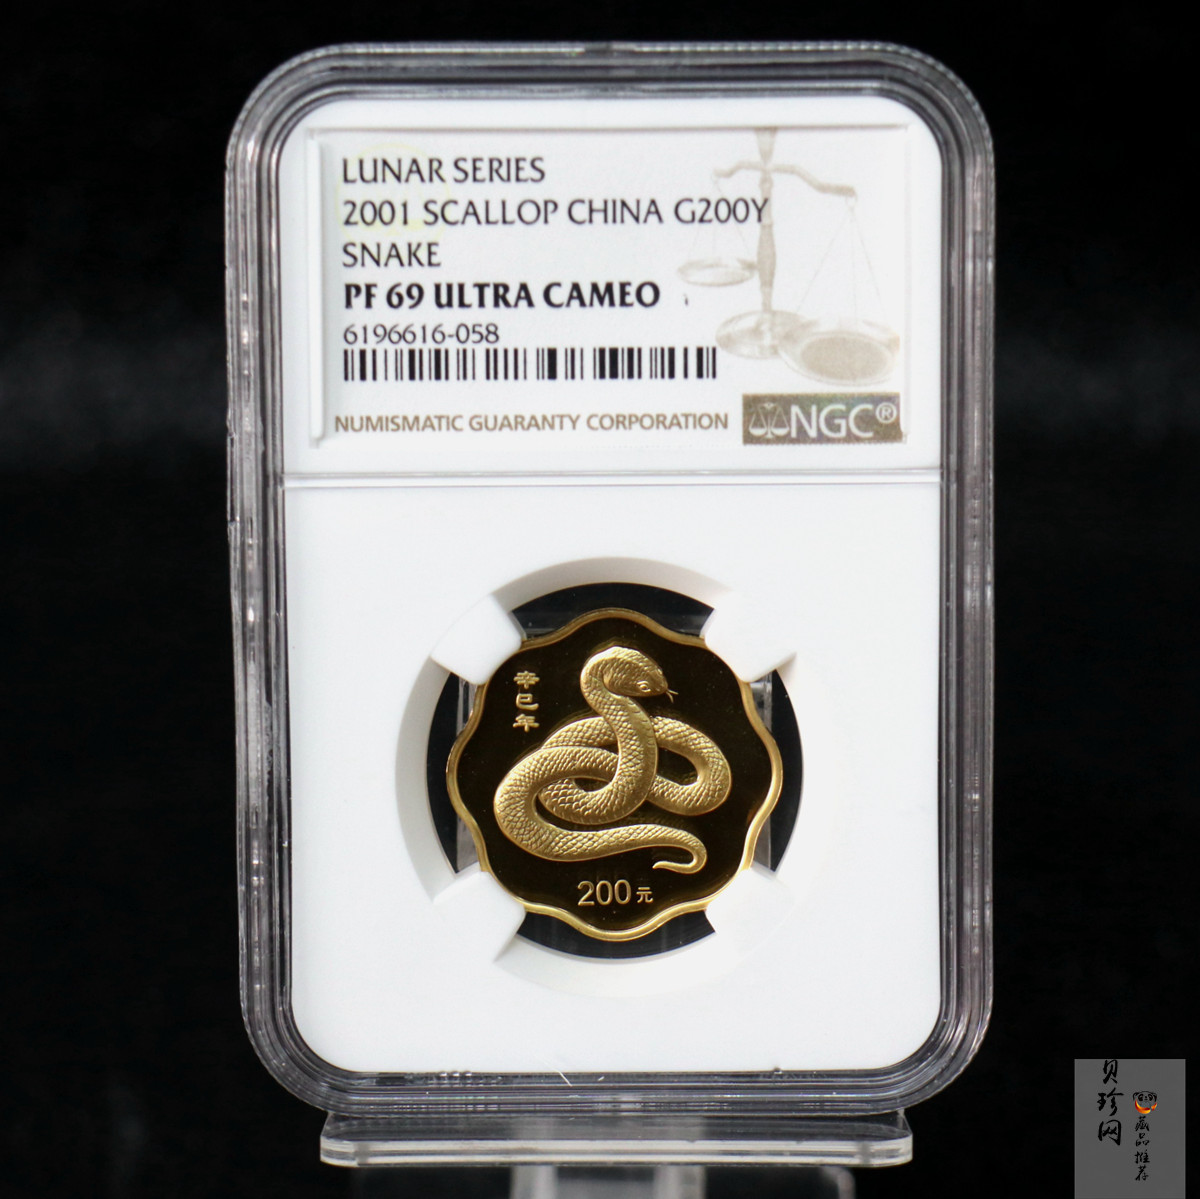 LUNAR SERIES
2001 SCALLOP CHINA G200Y
SNAKE
PF 69 ULTRA CAMEO
6196616-058
NUMISMATIC GUARANTY CORPORATION
NGC®
辛巳年
200元
贝珍网
藏品推荐